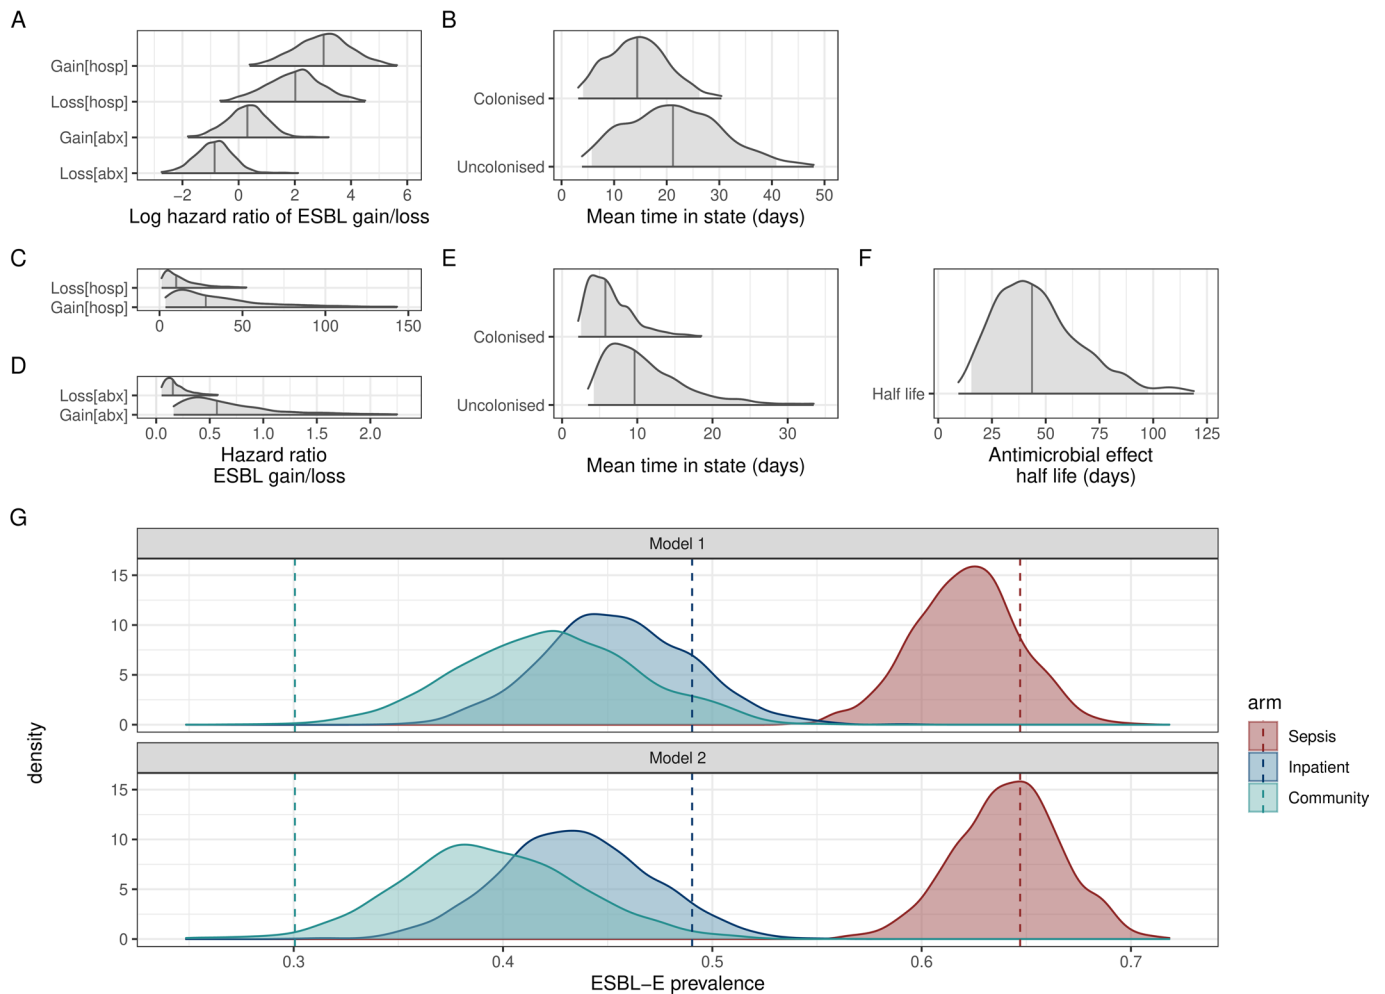 A
Gain[hosp]
Loss[hosp]
Gain[abx]
Loss[abx]
−2 0 2 4 6
Log hazard ratio of ESBL gain/loss
B
Colonised
Uncolonised
0 10 20 30 40 50
Mean time in state (days)
C
Loss[hosp]
Gain[hosp]
0 50 100 150
D
Loss[abx]
Gain[abx]
0.0 0.5 1.0 1.5 2.0
Hazard ratio
ESBL gain/loss
E
Colonised
Uncolonised
0 10 20 30
Mean time in state (days)
F
Half life
0 25 50 75 100 125
Antimicrobial effect
half life (days)
G
Model 1
15
10
5
0
Model 2
15
10
5
0
density
0.3 0.4 0.5 0.6 0.7
ESBL−E prevalence
arm
Sepsis
Inpatient
Community